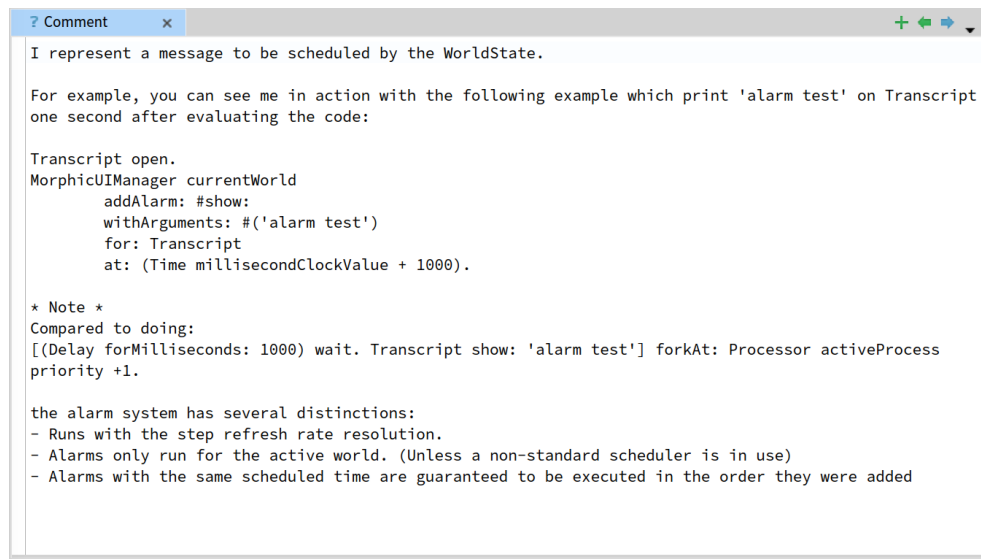 ? Comment ×
I represent a message to be scheduled by the WorldState.
For example, you can see me in action with the following example which print 'alarm test' on Transcript
one second after evaluating the code:
Transcript open.
MorphicUIManager currentWorld
addAlarm: #show:
withArguments: #('alarm test')
for: Transcript
at: (Time millisecondClockValue + 1000).
* Note *
Compared to doing:
[(Delay forMilliseconds: 1000) wait. Transcript show: 'alarm test'] forkAt: Processor activeProcess
priority +1.
the alarm system has several distinctions:
- Runs with the step refresh rate resolution.
- Alarms only run for the active world. (Unless a non-standard scheduler is in use)
- Alarms with the same scheduled time are guaranteed to be executed in the order they were added